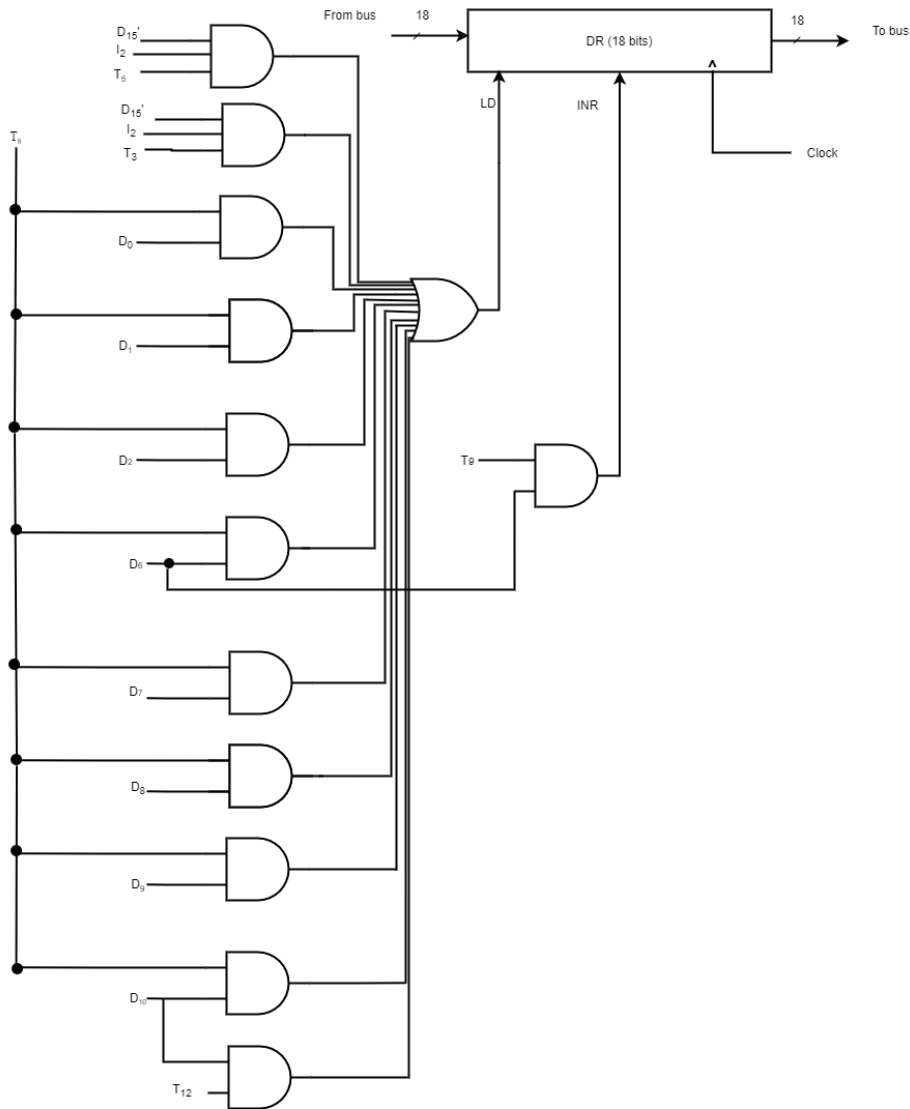 From bus
18
DR (18 bits)
18
To bus
LD
INR
Clock
D₁₅'
I₂
T₅
D₁₅'
I₂
T₃
T₈
D₀
D₁
D₂
T₉
D₆
D₇
D₈
D₉
D₁₀
T₁₂